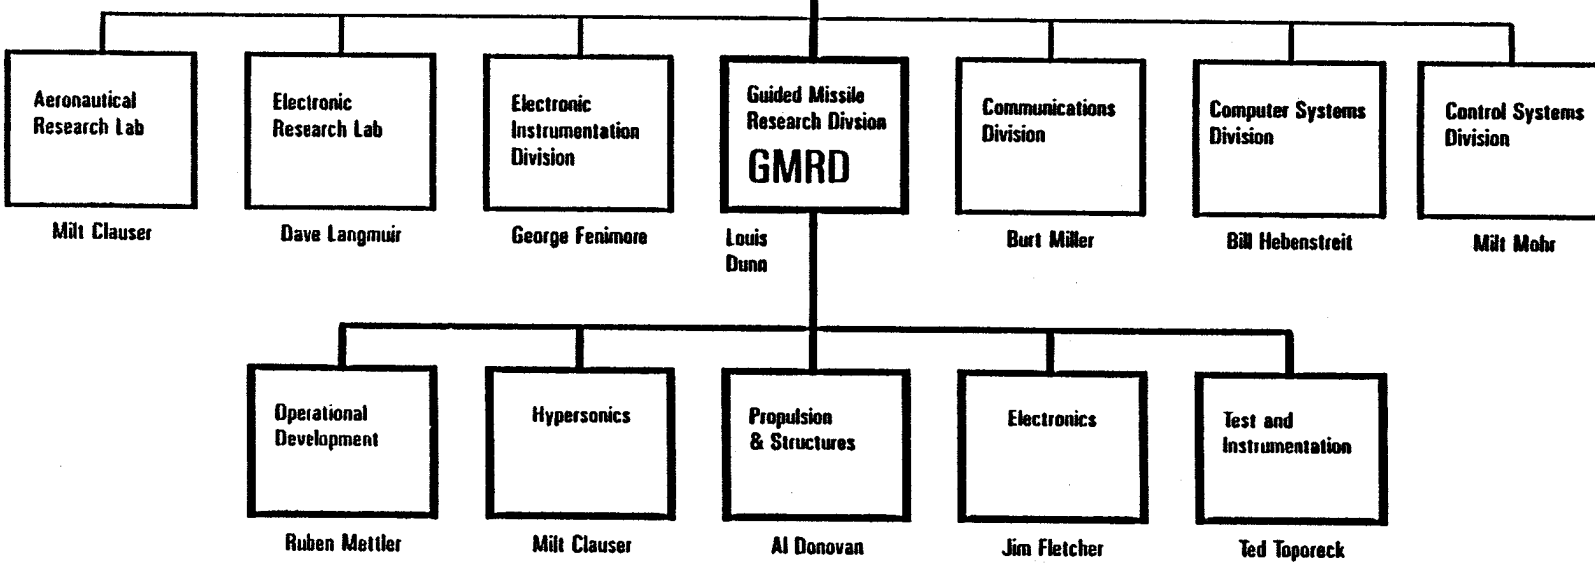 Aeronautical
Research Lab
Milt Clauser
Electronic
Research Lab
Dave Langmuir
Electronic
Instrumentation
Division
George Fenimore
Guided Missile
Research Divsion
GMRD
Louis
Dunn
Communications
Division
Burt Miller
Computer Systems
Division
Bill Hebenstreit
Control Systems
Division
Milt Mohr
Operational
Development
Ruben Mettler
Hypersonics
Milt Clauser
Propulsion
& Structures
Al Donovan
Electronics
Jim Fletcher
Test and
Instrumentation
Ted Toporeck